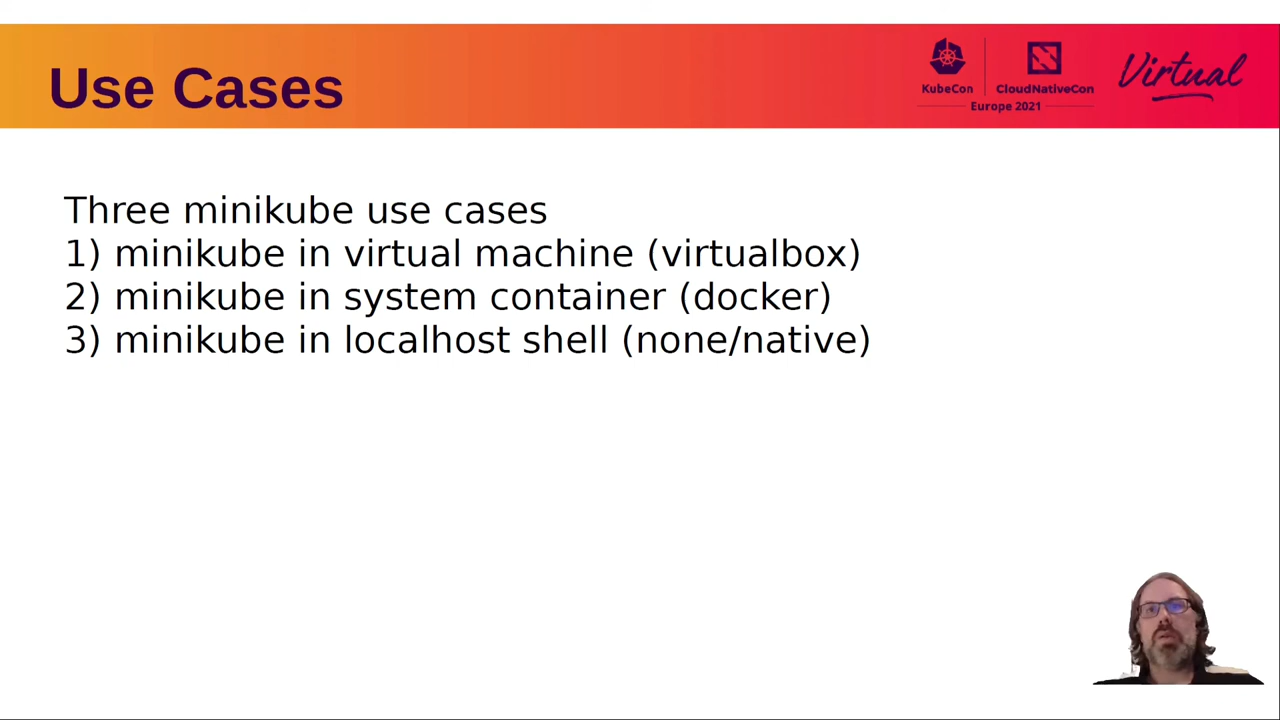 Use Cases
KubeCon
CloudNativeCon
Europe 2021
Virtual
Three minikube use cases
1) minikube in virtual machine (virtualbox)
2) minikube in system container (docker)
3) minikube in localhost shell (none/native)